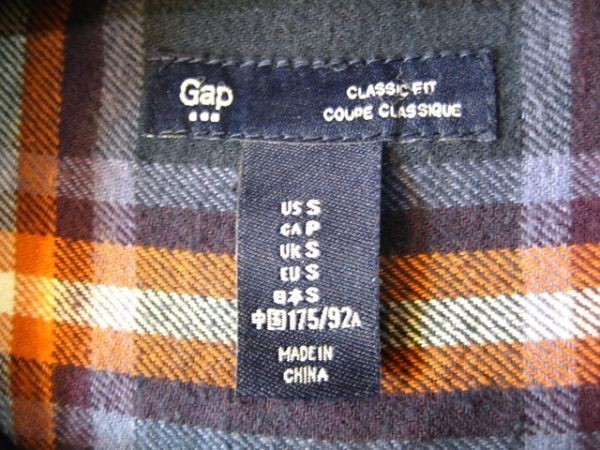 Gap
CLASSIC FIT
COUPE CLASSIQUE
US S
CA P
UK S
EU S
日本 S
中国 175/92A
MADE IN
CHINA